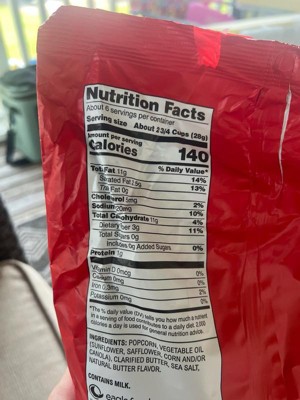 Nutrition Facts
About 6 servings per container
Serving size About 2 3/4 Cups (28g)
Amount per serving
Calories 140
% Daily Value*
Total Fat 11g 14%
Saturated Fat 2.5g 13%
Trans Fat 0g
Cholesterol 5mg 2%
Sodium 220mg 10%
Total Carbohydrate 11g 4%
Dietary Fiber 3g 11%
Total Sugars 0g
Includes 0g Added Sugars 0%
Protein 1g
Vitamin D 0mcg 0%
Calcium 0mg 0%
Iron 0.3mg 2%
Potassium 0mg 0%
*The % daily value (DV) tells you how much a nutrient
in a serving of food contributes to a daily diet. 2,000
calories a day is used for general nutrition advice.
INGREDIENTS: POPCORN, VEGETABLE OIL
(SUNFLOWER, SAFFLOWER, CORN AND/OR
CANOLA), CLARIFIED BUTTER, SEA SALT,
NATURAL BUTTER FLAVOR.
CONTAINS MILK.
eagle